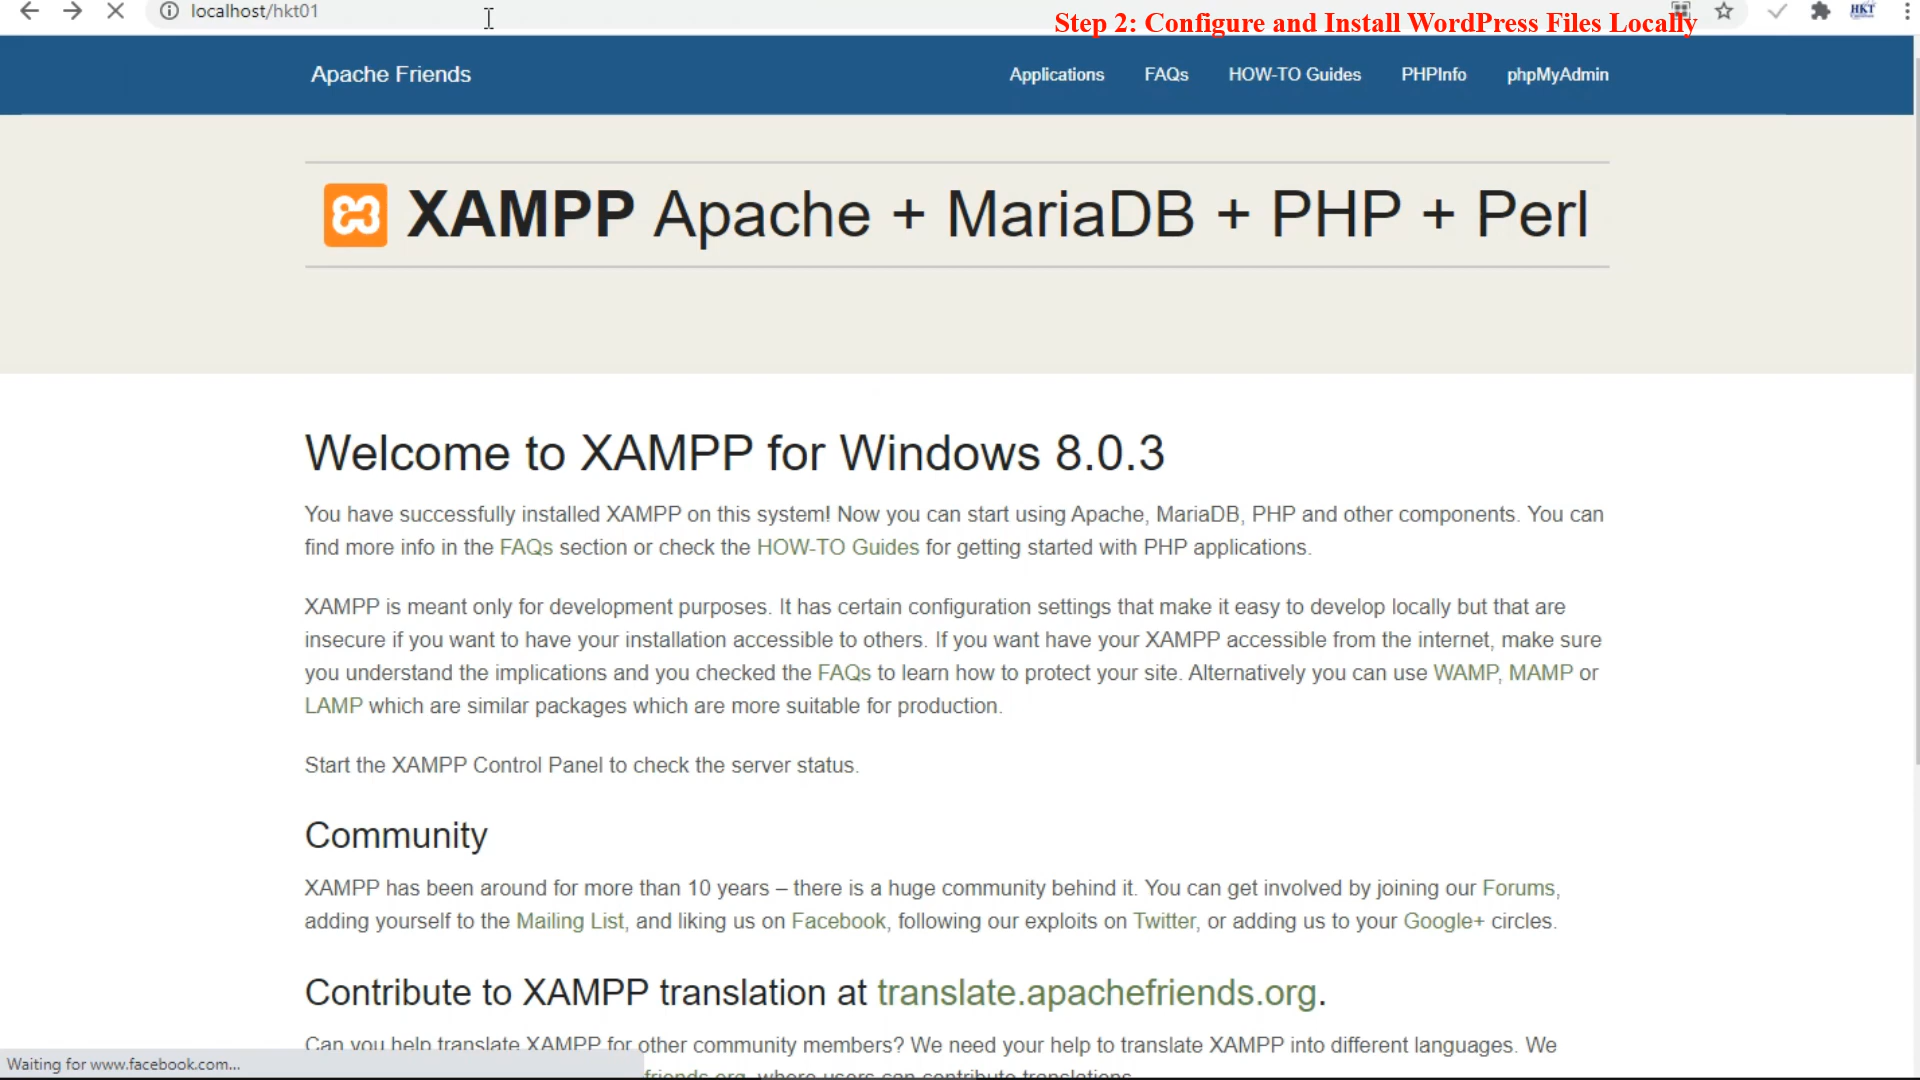 localhost/hkt01
Step 2: Configure and Install WordPress Files Locally
HKT
Apache Friends
Applications
FAQs
HOW-TO Guides
PHPInfo
phpMyAdmin
XAMPP Apache + MariaDB + PHP + Perl
Welcome to XAMPP for Windows 8.0.3
You have successfully installed XAMPP on this system! Now you can start using Apache, MariaDB, PHP and other components. You can
find more info in the FAQs section or check the HOW-TO Guides for getting started with PHP applications.
XAMPP is meant only for development purposes. It has certain configuration settings that make it easy to develop locally but that are
insecure if you want to have your installation accessible to others. If you want have your XAMPP accessible from the internet, make sure
you understand the implications and you checked the FAQs to learn how to protect your site. Alternatively you can use WAMP, MAMP or
LAMP which are similar packages which are more suitable for production.
Start the XAMPP Control Panel to check the server status.
Community
XAMPP has been around for more than 10 years – there is a huge community behind it. You can get involved by joining our Forums,
adding yourself to the Mailing List, and liking us on Facebook, following our exploits on Twitter, or adding us to your Google+ circles.
Contribute to XAMPP translation at translate.apachefriends.org.
Can you help translate XAMPP for other community members? We need your help to translate XAMPP into different languages. We
Waiting for www.facebook.com...
friends.org, where users can contribute translations.